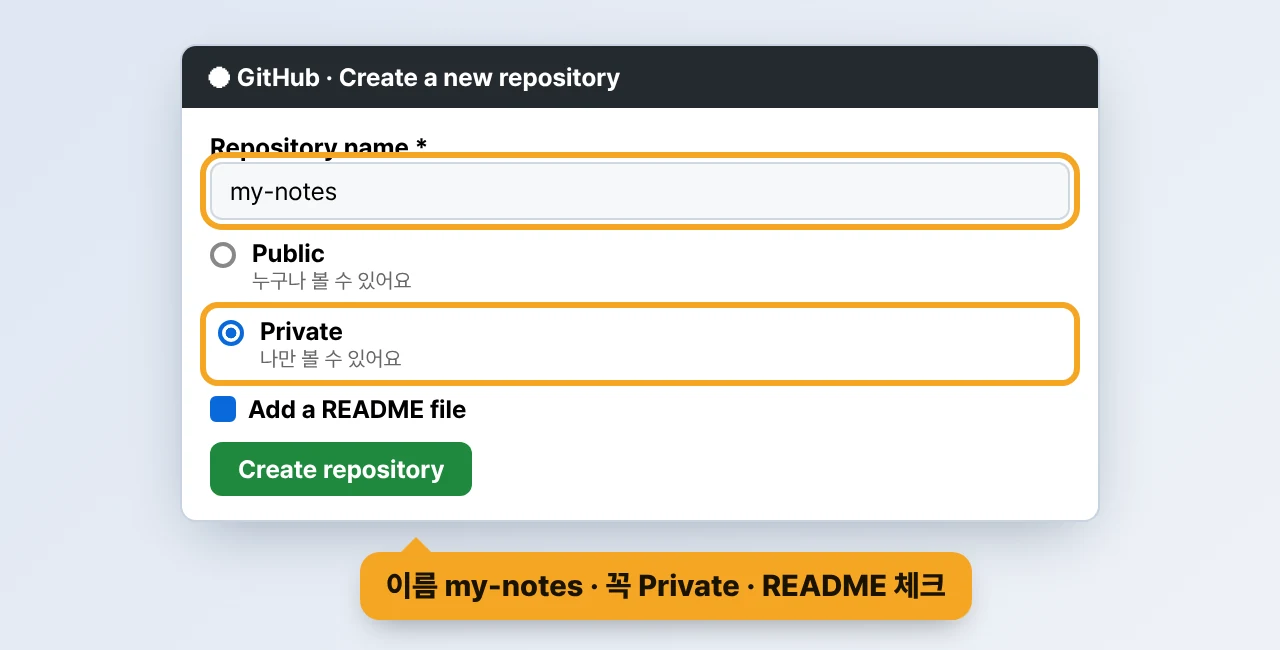 GitHub · Create a new repository
Repository name *
my-notes
Public
누구나 볼 수 있어요
Private
나만 볼 수 있어요
Add a README file
Create repository
이름 my-notes · 꼭 Private · README 체크